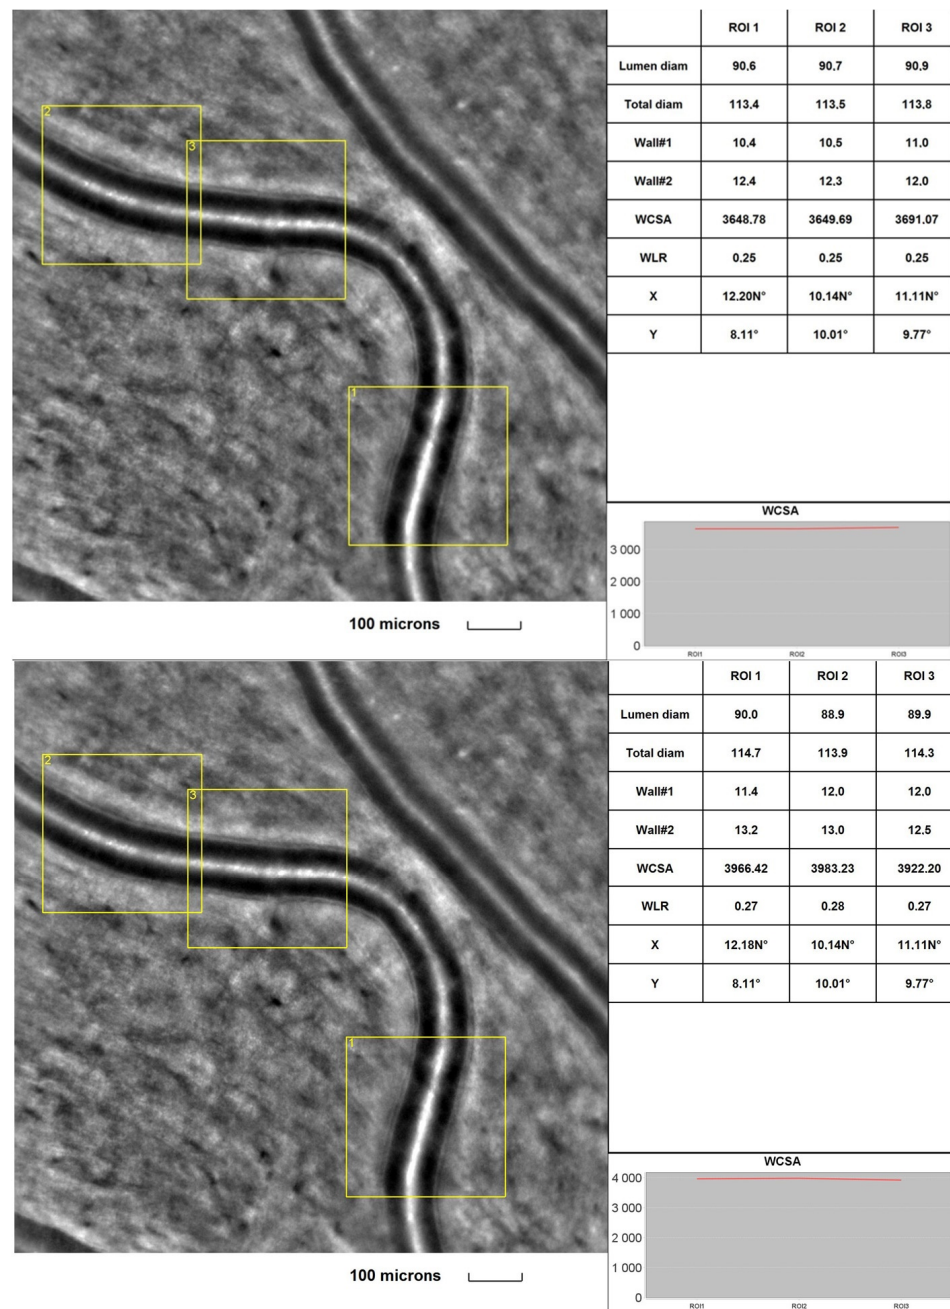 2
3
1
100 microns
ROI 1 ROI 2 ROI 3
Lumen diam 90.6 90.7 90.9
Total diam 113.4 113.5 113.8
Wall#1 10.4 10.5 11.0
Wall#2 12.4 12.3 12.0
WCSA 3648.78 3649.69 3691.07
WLR 0.25 0.25 0.25
X 12.20N° 10.14N° 11.11N°
Y 8.11° 10.01° 9.77°
WCSA
3 000
2 000
1 000
0
ROI1 ROI2 ROI3
2
3
1
100 microns
ROI 1 ROI 2 ROI 3
Lumen diam 90.0 88.9 89.9
Total diam 114.7 113.9 114.3
Wall#1 11.4 12.0 12.0
Wall#2 13.2 13.0 12.5
WCSA 3966.42 3983.23 3922.20
WLR 0.27 0.28 0.27
X 12.18N° 10.14N° 11.11N°
Y 8.11° 10.01° 9.77°
WCSA
4 000
3 000
2 000
1 000
0
ROI1 ROI2 ROI3